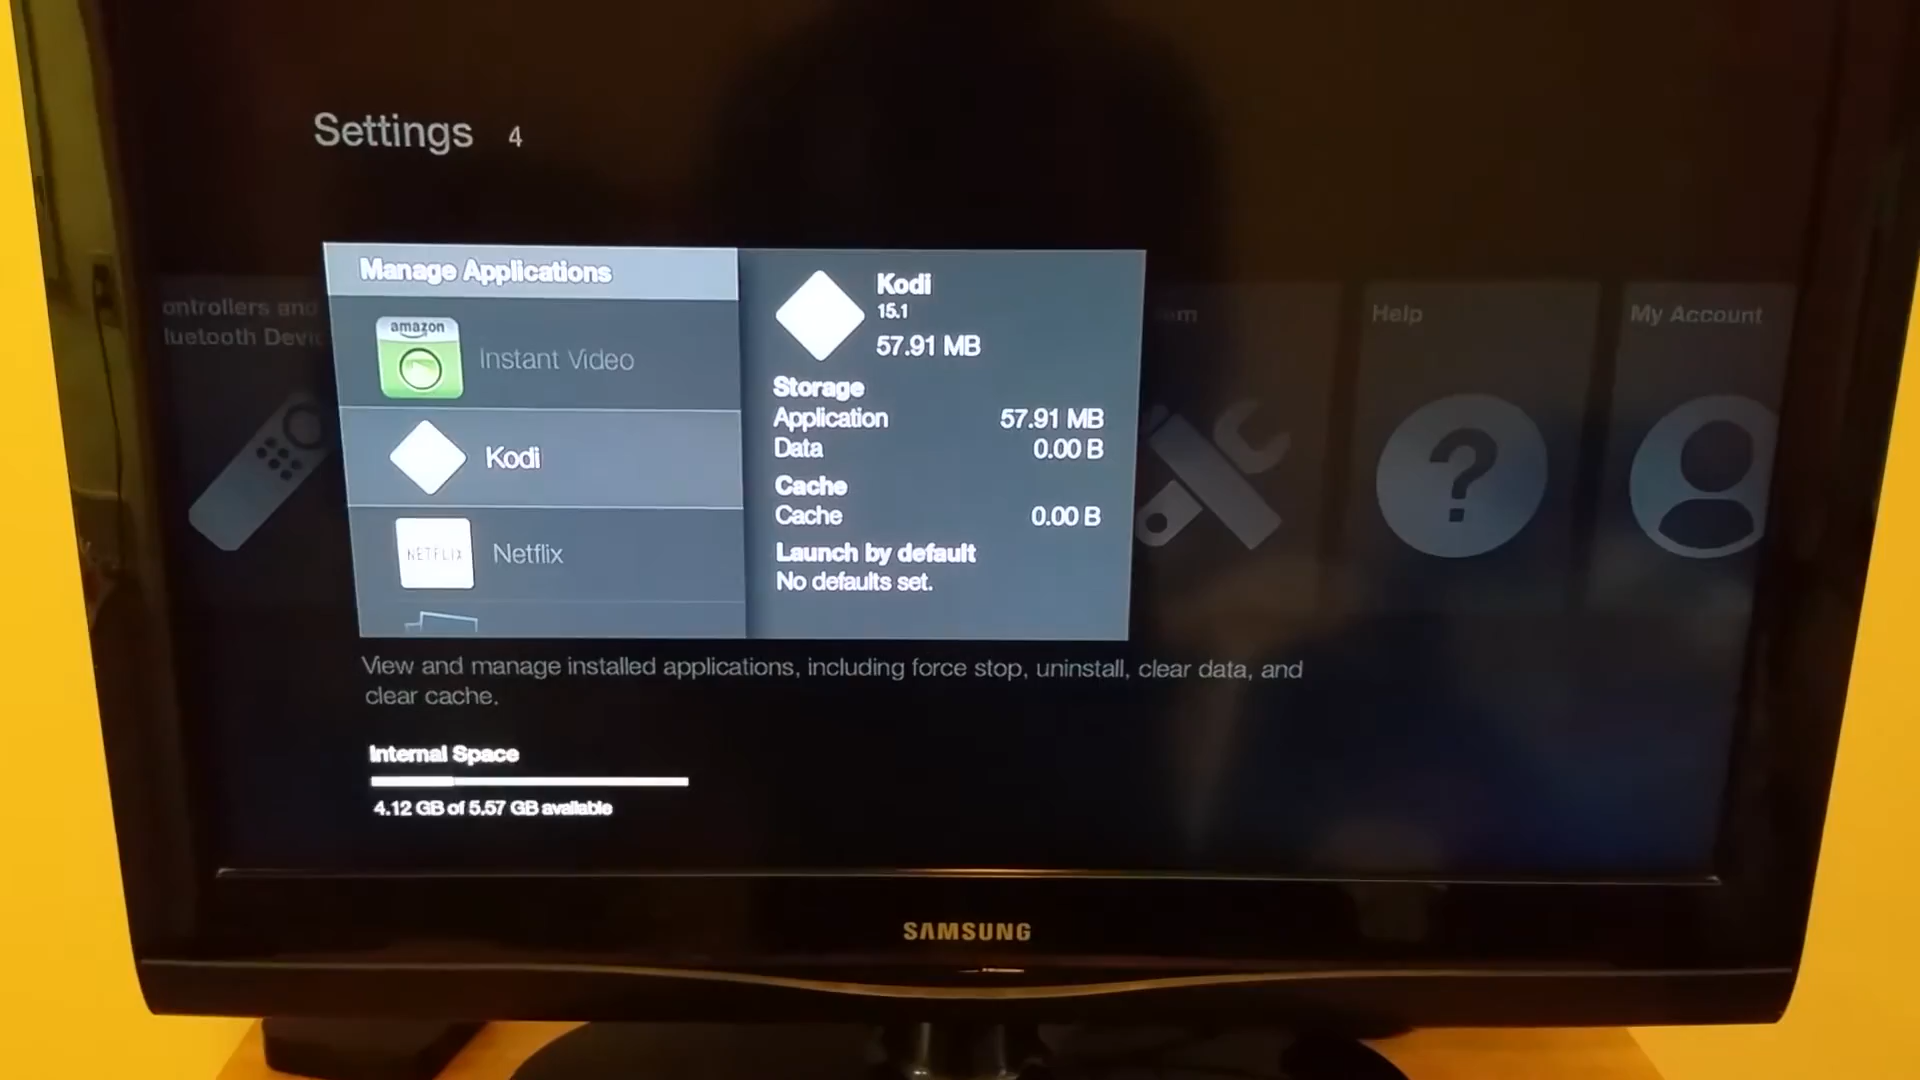 Settings 4
Manage Applications
amazon
Instant Video
Kodi
NETFLIX
Netflix
Kodi
15.1
57.91 MB
Storage
Application 57.91 MB
Data 0.00 B
Cache
Cache 0.00 B
Launch by default
No defaults set.
ontrollers and
luetooth Devic
em
Help
My Account
View and manage installed applications, including force stop, uninstall, clear data, and
clear cache.
Internal Space
4.12 GB of 5.57 GB available
SAMSUNG